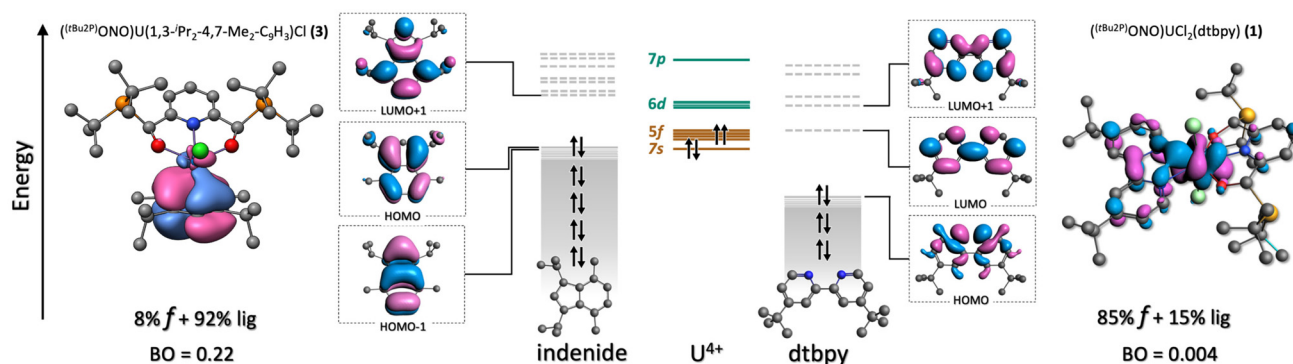 ((tBu2P)ONO)U(1,3-iPr2-4,7-Me2-C9H3)Cl (3)
((tBu2P)ONO)UCl2(dtbpy) (1)
Energy
LUMO+1
HOMO
HOMO-1
7p
6d
5f
7s
LUMO+1
LUMO
HOMO
8% f + 92% lig
BO = 0.22
indenide
U4+
dtbpy
85% f + 15% lig
BO = 0.004